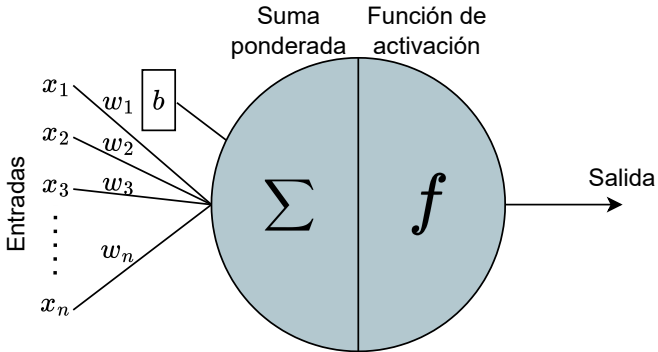 Suma
ponderada
Función de
activación
x₁
w₁
b
x₂
w₂
x₃
w₃
Entradas
wₙ
xₙ
Σ
f
Salida